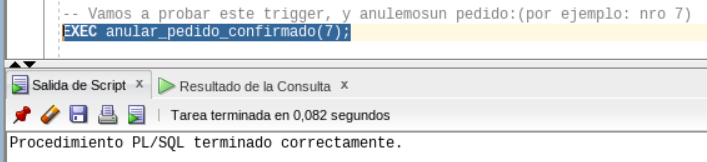 -- Vamos a probar este trigger, y anulemosun pedido:(por ejemplo: nro 7)
EXEC anular_pedido_confirmado(7);
Salida de Script x Resultado de la Consulta x
Tarea terminada en 0,082 segundos
Procedimiento PL/SQL terminado correctamente.